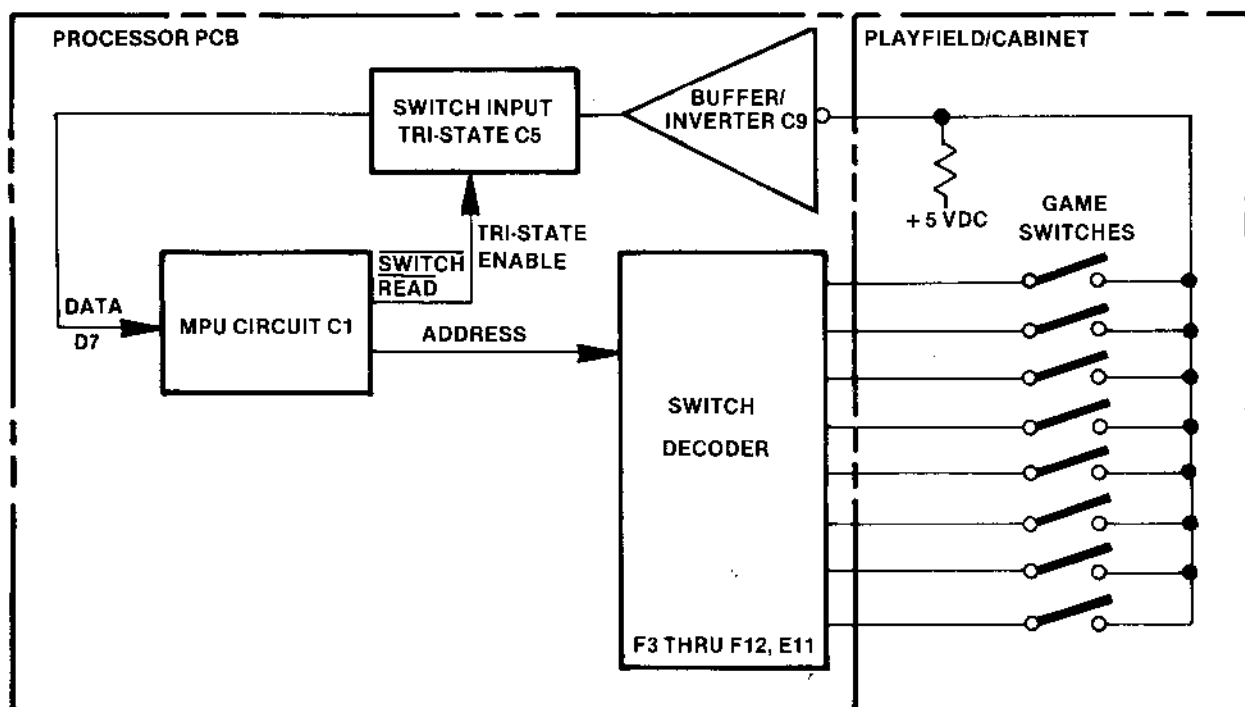 PROCESSOR PCB
PLAYFIELD/CABINET
SWITCH INPUT
TRI-STATE C5
BUFFER/
INVERTER C9
+5 VDC
GAME
SWITCHES
TRI-STATE
ENABLE
SWITCH
READ
DATA
D7
MPU CIRCUIT C1
ADDRESS
SWITCH
DECODER
F3 THRU F12, E11